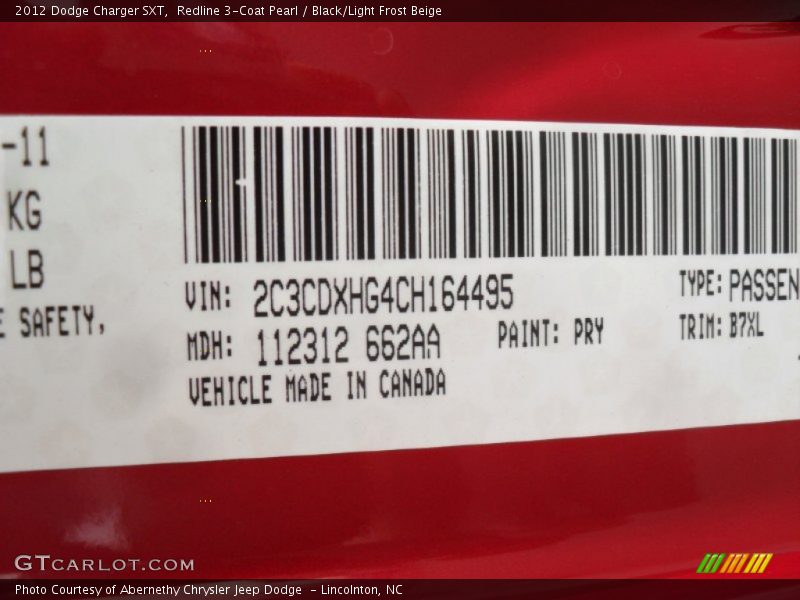 2012 Dodge Charger SXT, Redline 3-Coat Pearl / Black/Light Frost Beige
-11
KG
LB
E SAFETY,
VIN: 2C3CDXHG4CH164495 TYPE: PASSEN
MDH: 112312 662AA PAINT: PRY TRIM: B7XL
VEHICLE MADE IN CANADA
GTCARLOT.COM
Photo Courtesy of Abernethy Chrysler Jeep Dodge - Lincolnton, NC